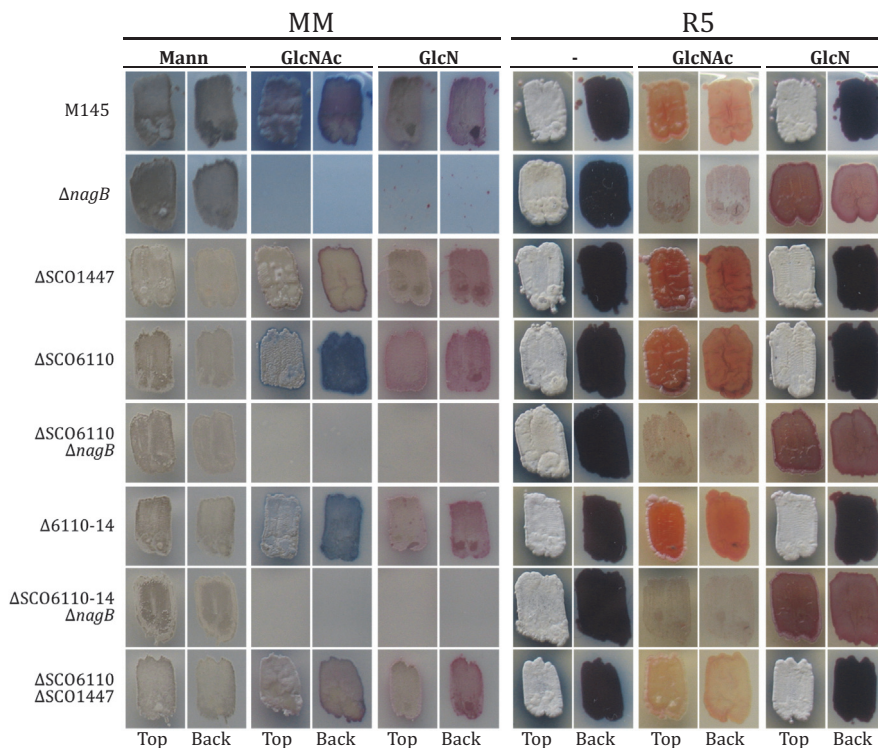 MM R5
Mann GlcNAc GlcN - GlcNAc GlcN
M145
ΔnagB
ΔSCO1447
ΔSCO6110
ΔSCO6110
ΔnagB
Δ6110-14
ΔSCO6110-14
ΔnagB
ΔSCO6110
ΔSCO1447
Top Back Top Back Top Back Top Back Top Back Top Back